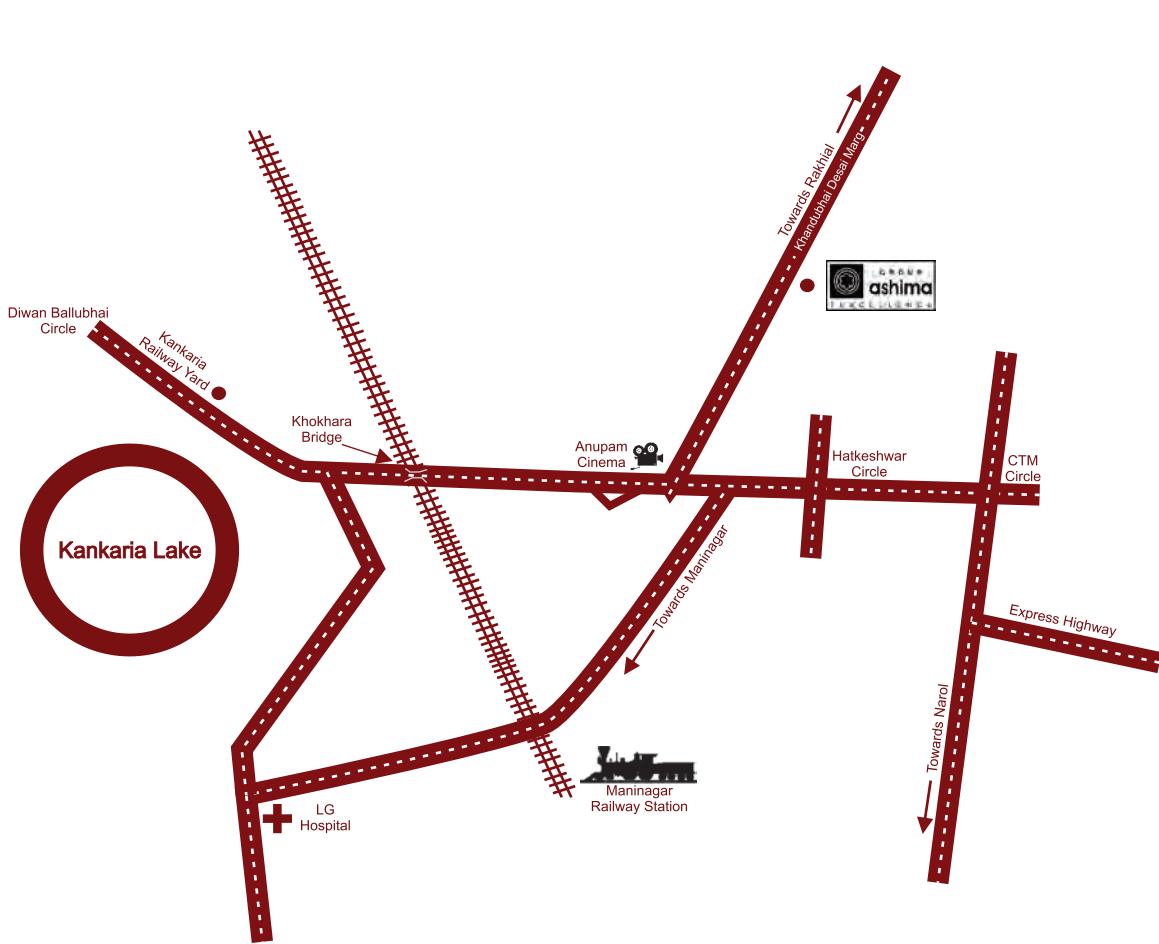 Towards Rakhial
Khandubhai Desai Marg
GROUP
ashima
Diwan Ballubhai
Circle
Kankaria
Railway Yard
Khokhara
Bridge
Anupam
Cinema
Hatkeshwar
Circle
CTM
Circle
Kankaria Lake
Towards Maninagar
Express Highway
Towards Narol
Maninagar
Railway Station
LG
Hospital